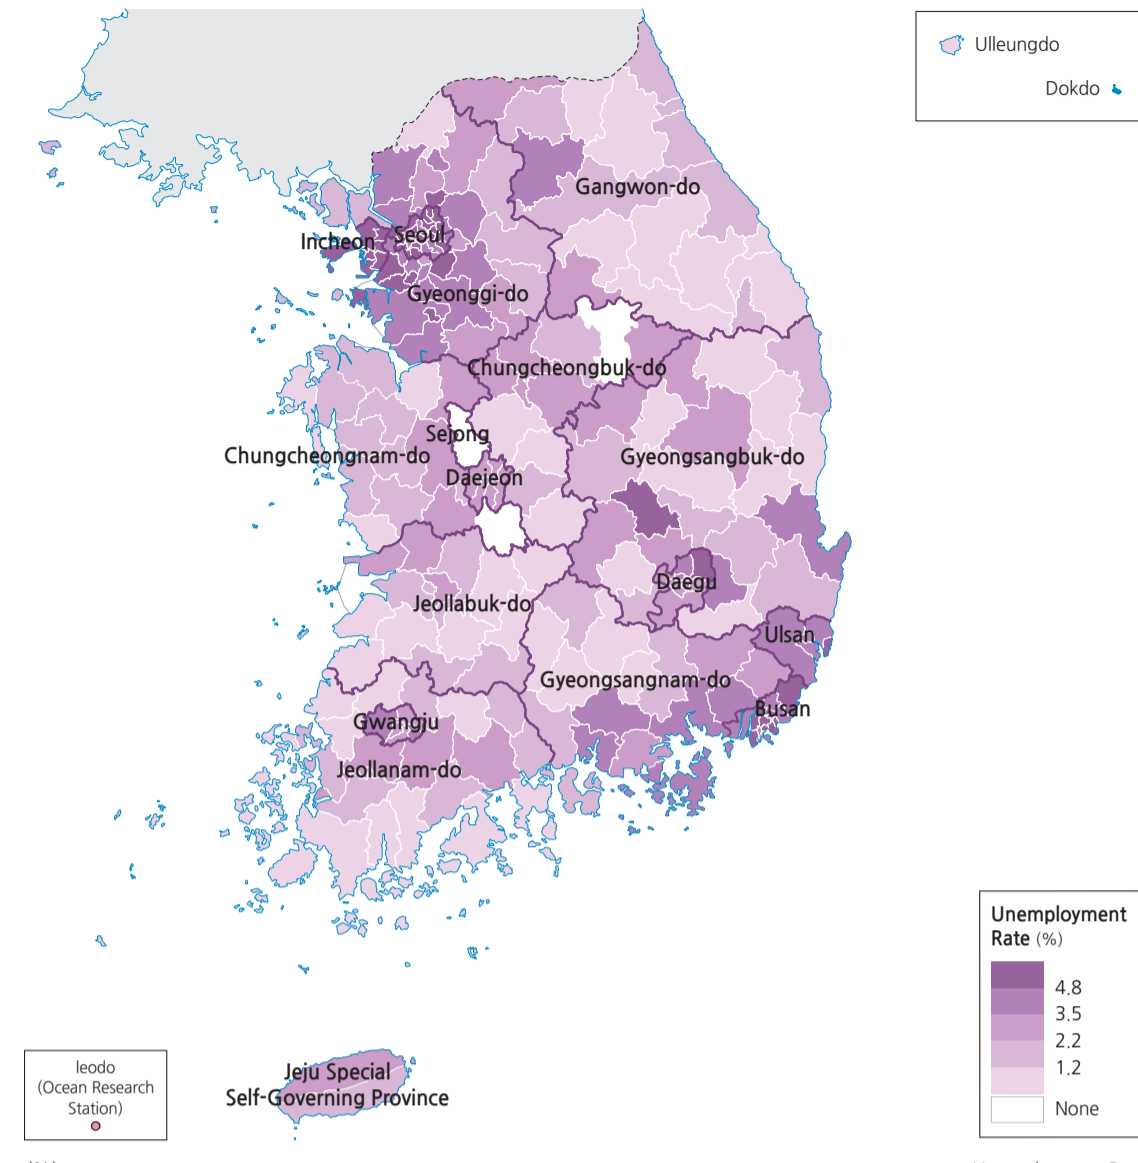 Ulleungdo
Dokdo
Gangwon-do
Incheon
Seoul
Gyeonggi-do
Chungcheongbuk-do
Sejong
Chungcheongnam-do
Gyeongsangbuk-do
Daejeon
Daegu
Jeollabuk-do
Ulsan
Gyeongsangnam-do
Busan
Gwangju
Jeollanam-do
Unemployment
Rate (%)
4.8
3.5
2.2
1.2
None
Ieodo
(Ocean Research
Station)
Jeju Special
Self-Governing Province